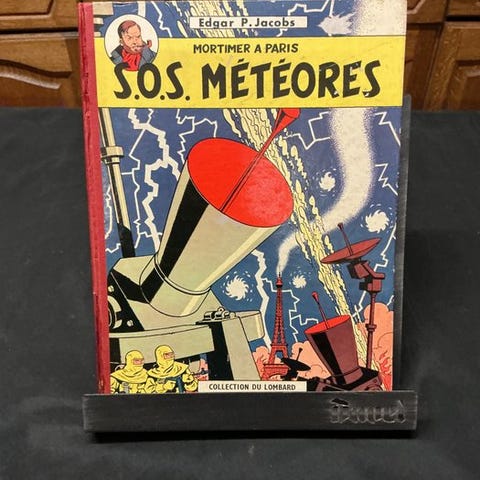 Edgar P. Jacobs
MORTIMER A PARIS
S.O.S. MÉTÉORES
COLLECTION DU LOMBARD